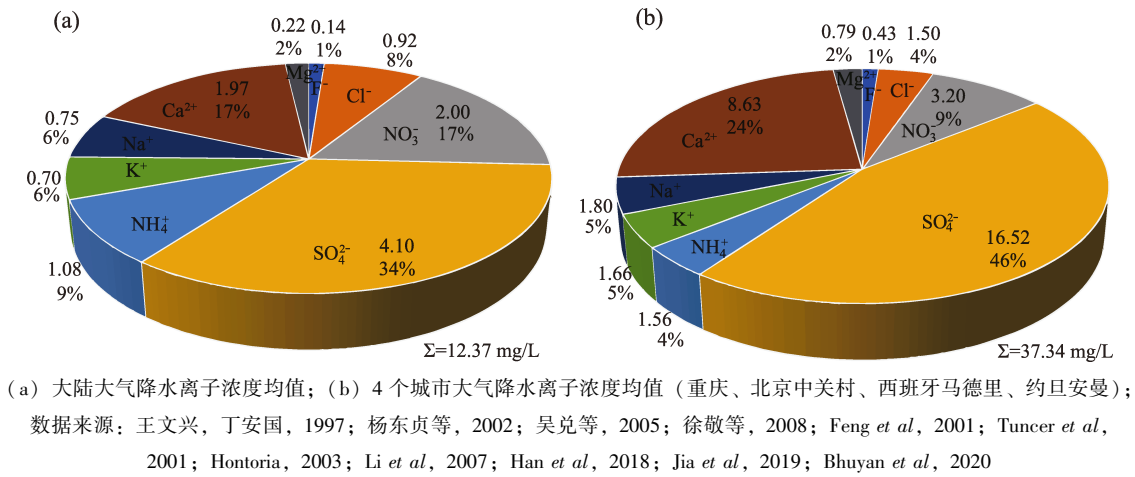 (a)
0.22
2%
0.14
1%
0.92
8%
Mg²⁺
F⁻
Cl⁻
2.00
17%
NO₃⁻
4.10
34%
SO₄²⁻
1.08
9%
NH₄⁺
0.70
6%
K⁺
0.75
6%
Na⁺
1.97
17%
Ca²⁺
Σ=12.37 mg/L
(b)
0.79
2%
0.43
1%
1.50
4%
Mg²⁺
F⁻
Cl⁻
3.20
9%
NO₃⁻
16.52
46%
SO₄²⁻
1.56
4%
NH₄⁺
1.66
5%
K⁺
1.80
5%
Na⁺
8.63
24%
Ca²⁺
Σ=37.34 mg/L
(a) 大陆大气降水离子浓度均值；(b) 4 个城市大气降水离子浓度均值（重庆、北京中关村、西班牙马德里、约旦安曼）；
数据来源：王文兴，丁安国，1997；杨东贞等，2002；吴兑等，2005；徐敬等，2008；Feng et al，2001；Tuncer et al，
2001；Hontoria，2003；Li et al，2007；Han et al，2018；Jia et al，2019；Bhuyan et al，2020